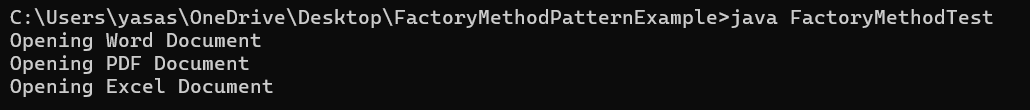 C:\Users\yasas\OneDrive\Desktop\FactoryMethodPatternExample>java FactoryMethodTest
Opening Word Document
Opening PDF Document
Opening Excel Document